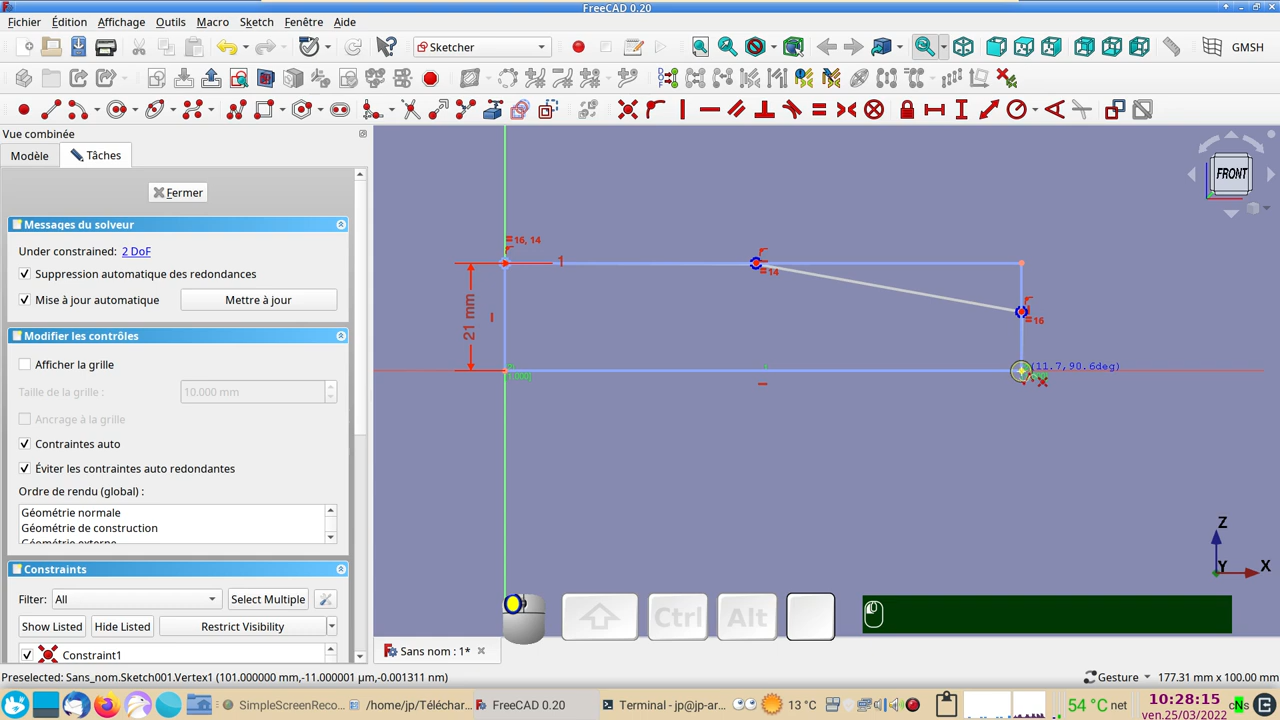 FreeCAD 0.20
Fichier Édition Affichage Outils Macro Sketch Fenêtre Aide
Sketcher
GMSH
Vue combinée
Modèle Tâches
Fermer
Messages du solveur
Under constrained: 2 DoF
Suppression automatique des redondances
Mise à jour automatique Mettre à jour
Modifier les contrôles
Afficher la grille
Taille de la grille : 10.000 mm
Ancrage à la grille
Contraintes auto
Éviter les contraintes auto redondantes
Ordre de rendu (global) :
Géométrie normale
Géométrie de construction
Géométrie externe
Constraints
Filter: All Select Multiple
Show Listed Hide Listed Restrict Visibility
Constraint1
FRONT
=16, 14
1
=14
=16
21 mm
(11.7,90.6deg)
Z
Y X
Ctrl Alt
Sans nom : 1*
Preselected: Sans_nom.Sketch001.Vertex1 (101.000000 mm,-11.000001 µm,-0.001311 nm) Gesture 177.31 mm x 100.00 mm
SimpleScreenReco... /home/jp/Téléchar... FreeCAD 0.20 Terminal - jp@jp-ar... 13 °C 54 °C net 10:28:15
ven.25/03/2022